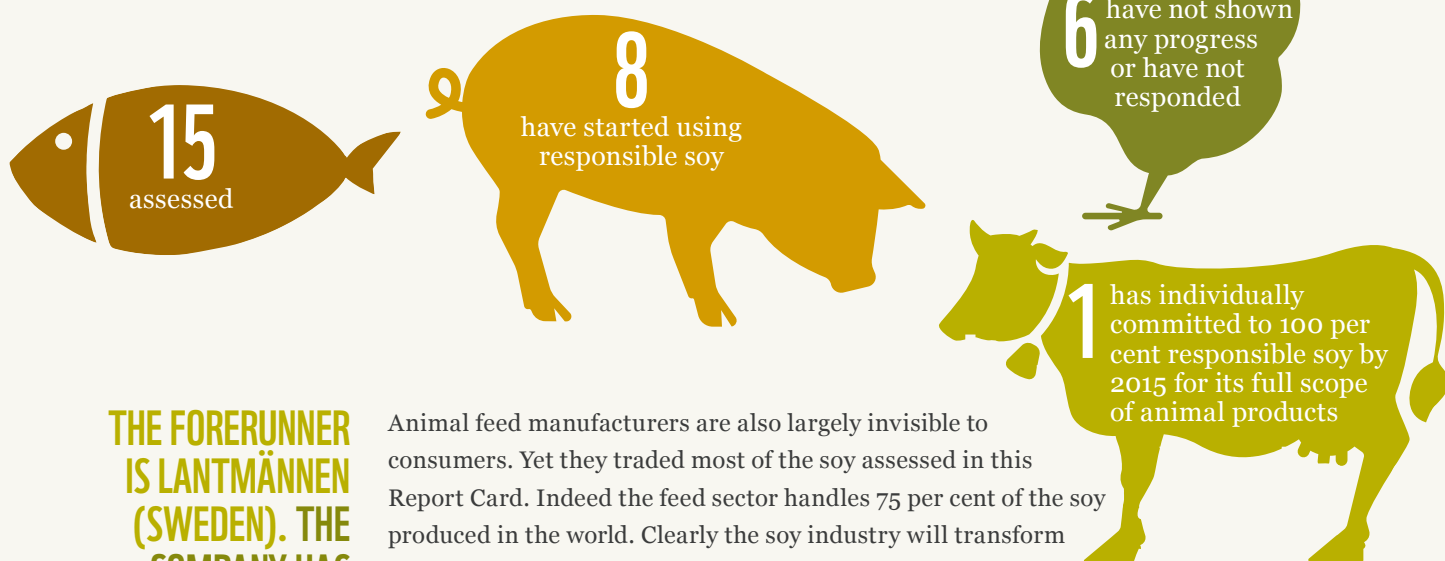 15
assessed
8
have started using
responsible soy
6
have not shown
any progress
or have not
responded
1
has individually
committed to 100 per
cent responsible soy by
2015 for its full scope
of animal products
THE FORERUNNER
IS LANTMÄNNEN
(SWEDEN). THE
COMPANY HAS
Animal feed manufacturers are also largely invisible to
consumers. Yet they traded most of the soy assessed in this
Report Card. Indeed the feed sector handles 75 per cent of the soy
produced in the world. Clearly the soy industry will transform